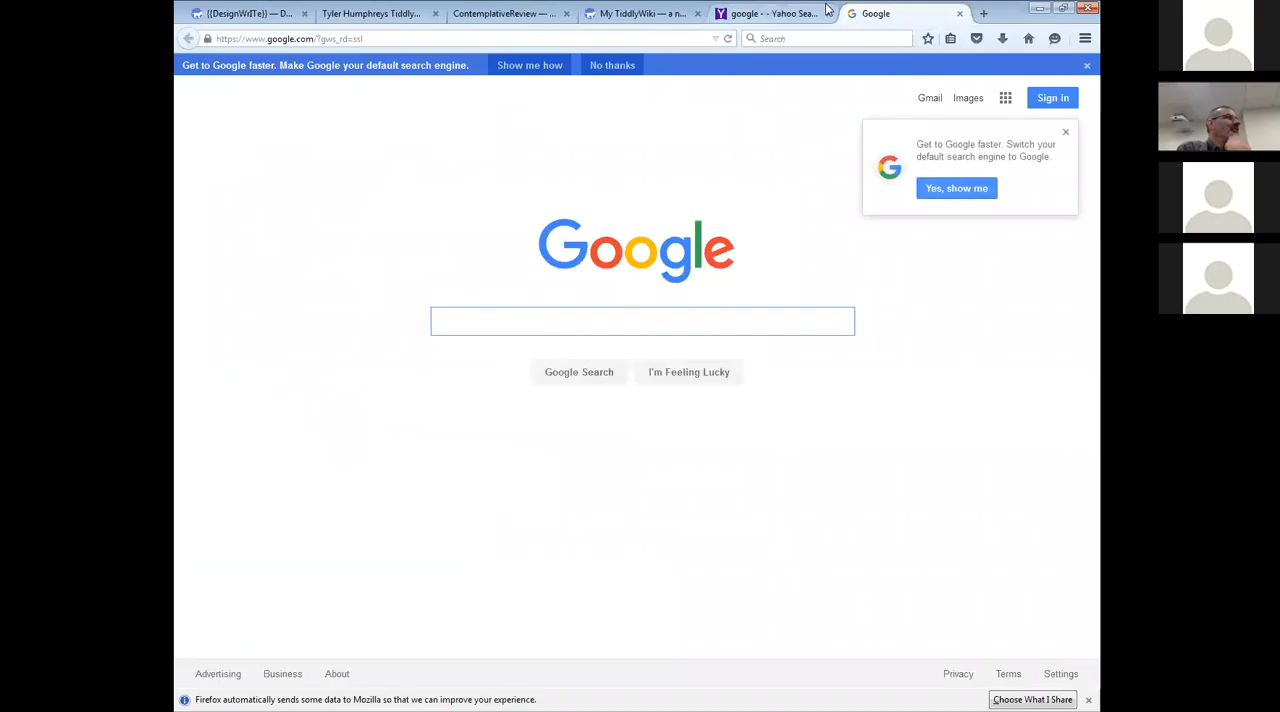 {{DesignWriTe}} — D...
Tyler Humphreys Tiddly...
ContemplativeReview — ...
My TiddlyWiki — a n...
google - - Yahoo Sea...
Google
https://www.google.com/?gws_rd=ssl
Search
Get to Google faster. Make Google your default search engine.
Show me how
No thanks
Gmail
Images
Sign in
Get to Google faster. Switch your
default search engine to Google.
Yes, show me
Google
Google Search
I'm Feeling Lucky
Advertising
Business
About
Privacy
Terms
Settings
Firefox automatically sends some data to Mozilla so that we can improve your experience.
Choose What I Share